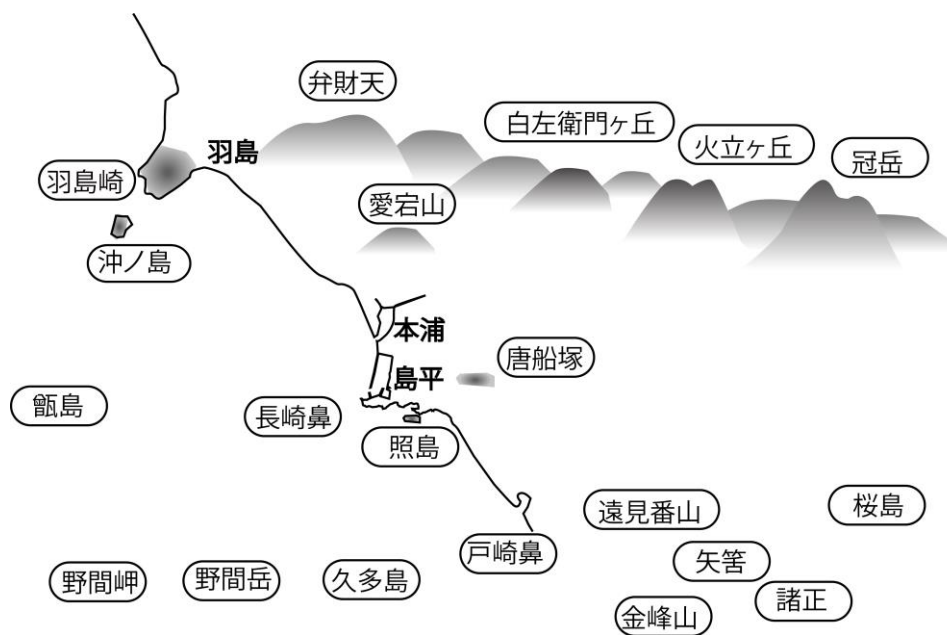 弁財天
白左衛門ヶ丘
火立ヶ丘
冠岳
羽島
羽島崎
愛宕山
沖ノ島
本浦
唐船塚
島平
甑島
長崎鼻
照島
桜島
遠見番山
戸崎鼻
矢筈
野間岬
野間岳
久多島
諸正
金峰山